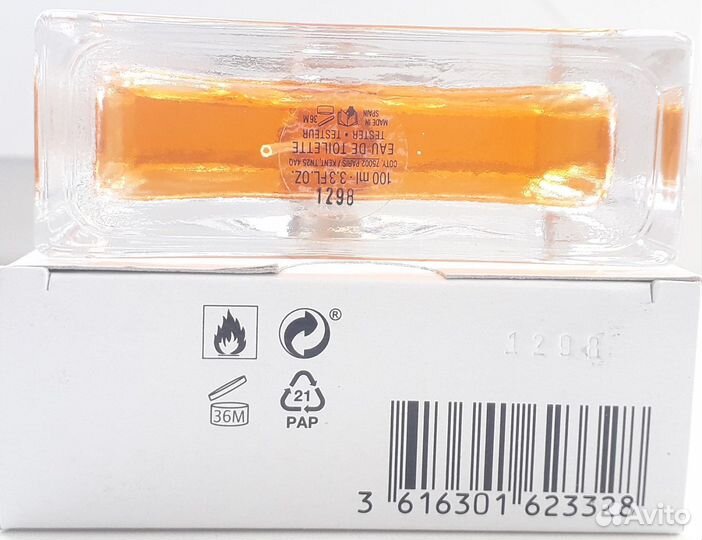 100 ml · 3.3 FL.OZ.
COTY, 75002 PARIS / KENT, TN25 4AQ
EAU DE TOILETTE
TESTER • TESTEUR
MADE IN
SPAIN
36M
1298
®
1298
36M
21
PAP
3 616301 623328
Avito